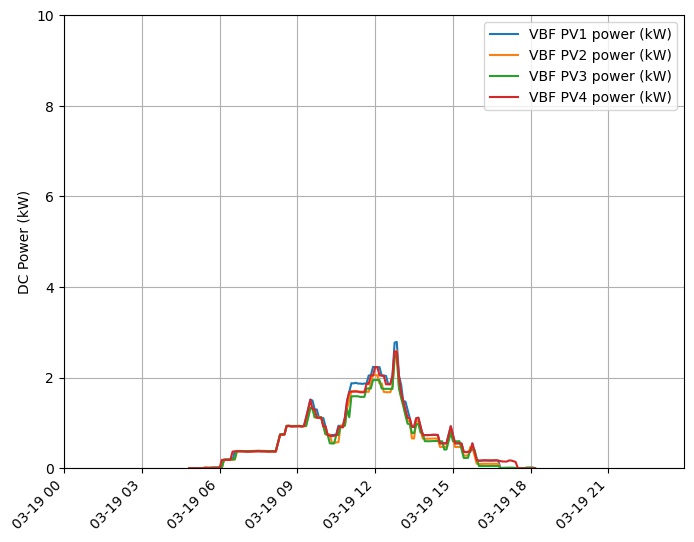 10
8
6
4
2
0
DC Power (kW)
VBF PV1 power (kW)
VBF PV2 power (kW)
VBF PV3 power (kW)
VBF PV4 power (kW)
03-19 00
03-19 03
03-19 06
03-19 09
03-19 12
03-19 15
03-19 18
03-19 21